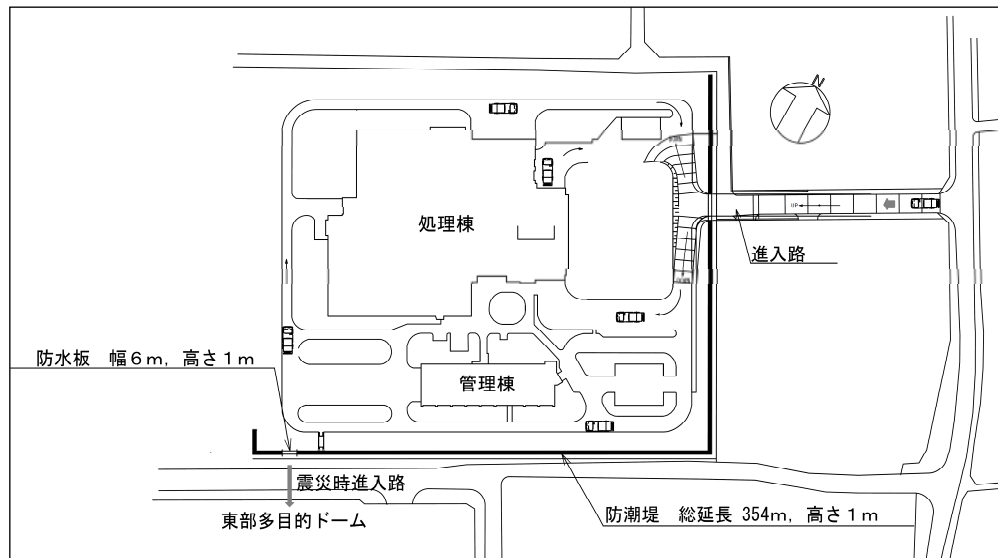 N
処理棟
UP
進入路
防水板　幅６ｍ，高さ１ｍ
管理棟
震災時進入路
東部多目的ドーム
防潮堤　総延長 354ｍ，高さ１ｍ